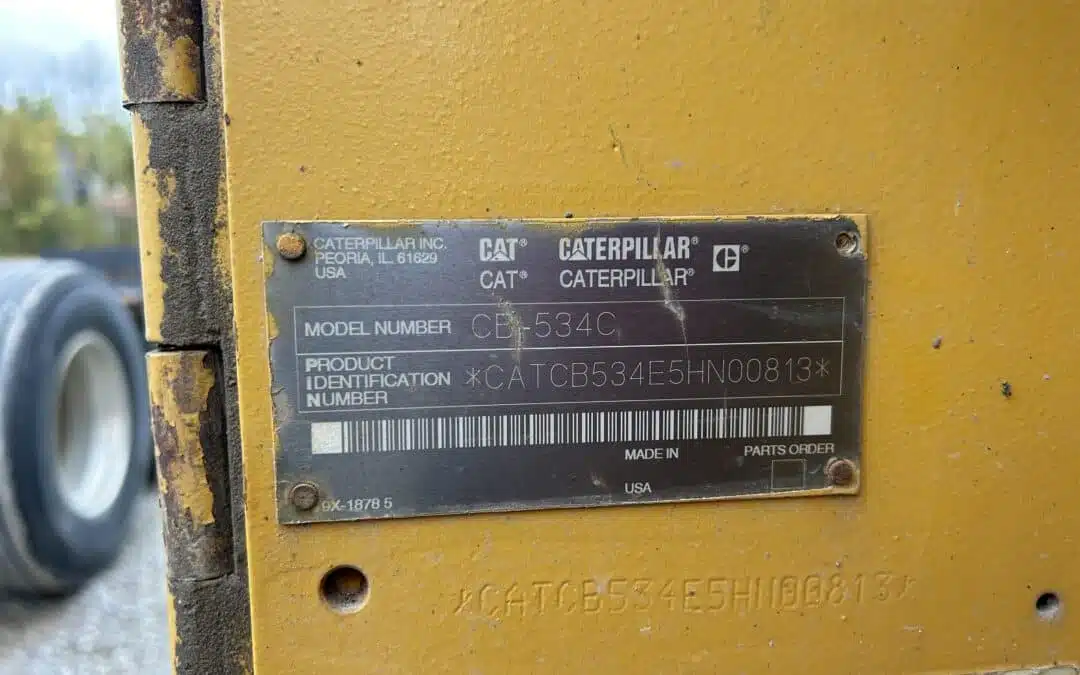 CATERPILLAR INC.
PEORIA, IL. 61629
USA
CAT® CATERPILLAR® C®
CAT® CATERPILLAR®
MODEL NUMBER CB-534C
PRODUCT
IDENTIFICATION *CATCB534E5HN00813*
NUMBER
MADE IN PARTS ORDER
USA
9X-1878 5
*CATCB534E5HN00813*